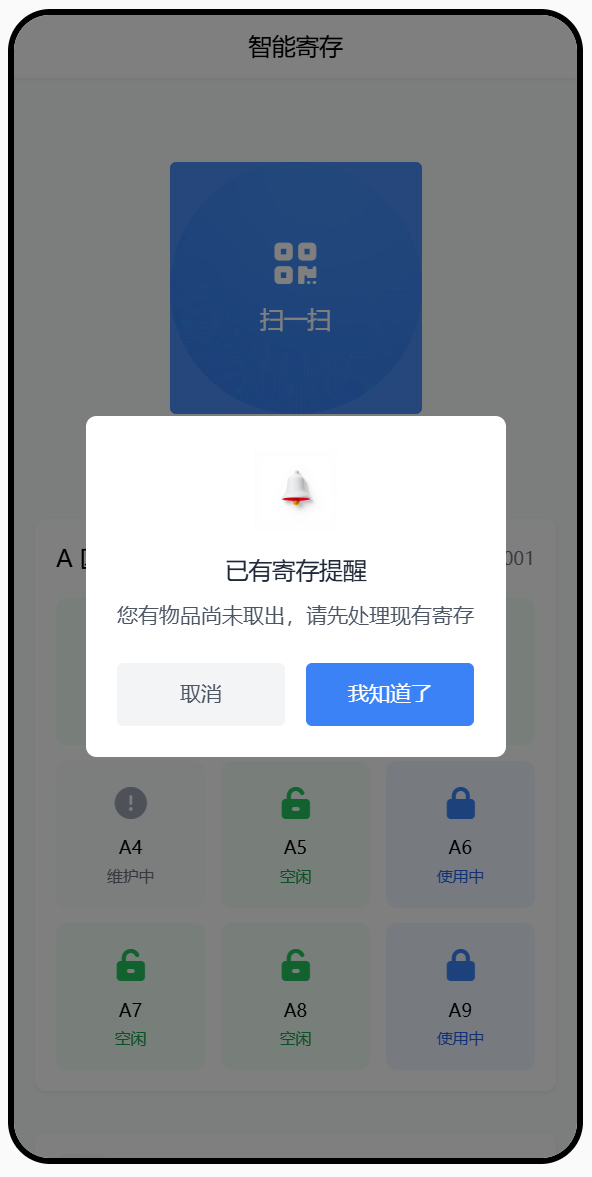 智能寄存
扫一扫
已有寄存提醒
您有物品尚未取出，请先处理现有寄存
取消
我知道了
A
001
A4
维护中
A5
空闲
A6
使用中
A7
空闲
A8
空闲
A9
使用中